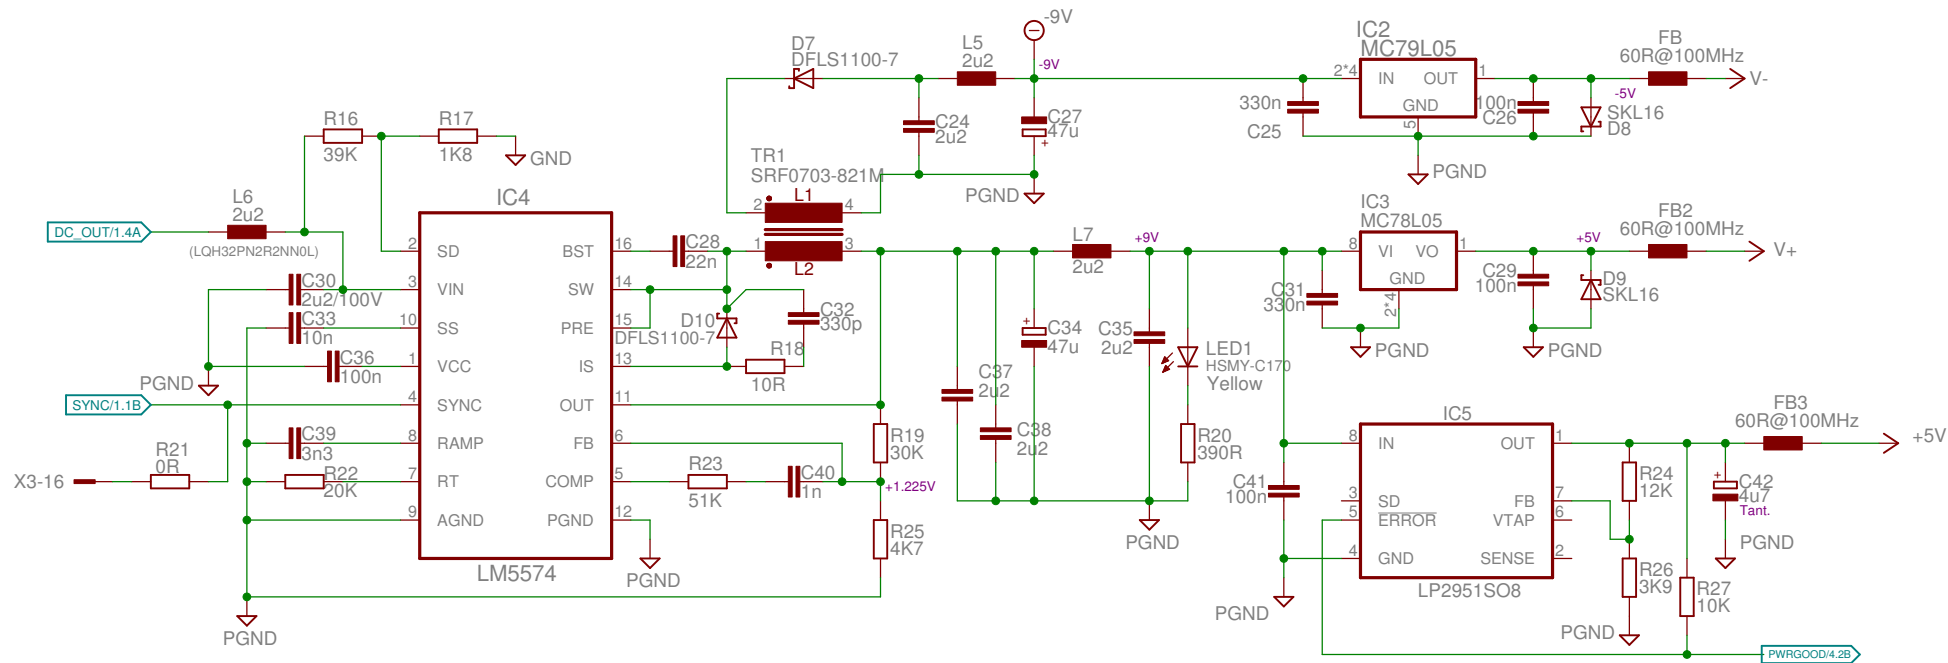 -9V
D7
DFLS1100-7
L5
2u2
-9V
IC2
MC79L05
2*4
IN
OUT
1
GND
5
FB
60R@100MHz
V-
-5V
330n
C25
100n
C26
SKL16
D8
PGND
C24
2u2
C27
47u
+
PGND
R16
39K
R17
1K8
GND
TR1
SRF0703-821M
2
L1
4
1
L2
3
IC4
L6
2u2
DC_OUT/1.4A
(LQH32PN2R2NN0L)
2
SD
BST
16
C28
22n
3
VIN
SW
14
C30
2u2/100V
10
SS
PRE
15
C33
10n
1
VCC
IS
13
C36
100n
PGND
4
SYNC
OUT
11
SYNC/1.1B
8
RAMP
FB
6
C39
3n3
7
RT
COMP
5
R22
20K
9
AGND
PGND
12
LM5574
PGND
R21
0R
X3-16
PGND
D10
DFLS1100-7
C32
330p
R18
10R
R23
51K
C40
1n
R19
30K
+1.225V
R25
4K7
L7
2u2
+9V
C37
2u2
C38
2u2
+
C34
47u
C35
2u2
LED1
HSMY-C170
Yellow
R20
390R
PGND
IC3
MC78L05
8
VI
VO
1
GND
2*4
C31
330n
PGND
+5V
FB2
60R@100MHz
V+
C29
100n
D9
SKL16
PGND
IC5
8
IN
OUT
1
3
SD
FB
7
5
ERROR
VTAP
6
4
GND
SENSE
2
LP2951SO8
C41
100n
PGND
FB3
60R@100MHz
+5V
R24
12K
+
C42
4u7
Tant.
PGND
R26
3K9
R27
10K
PGND
PWRGOOD/4.2B